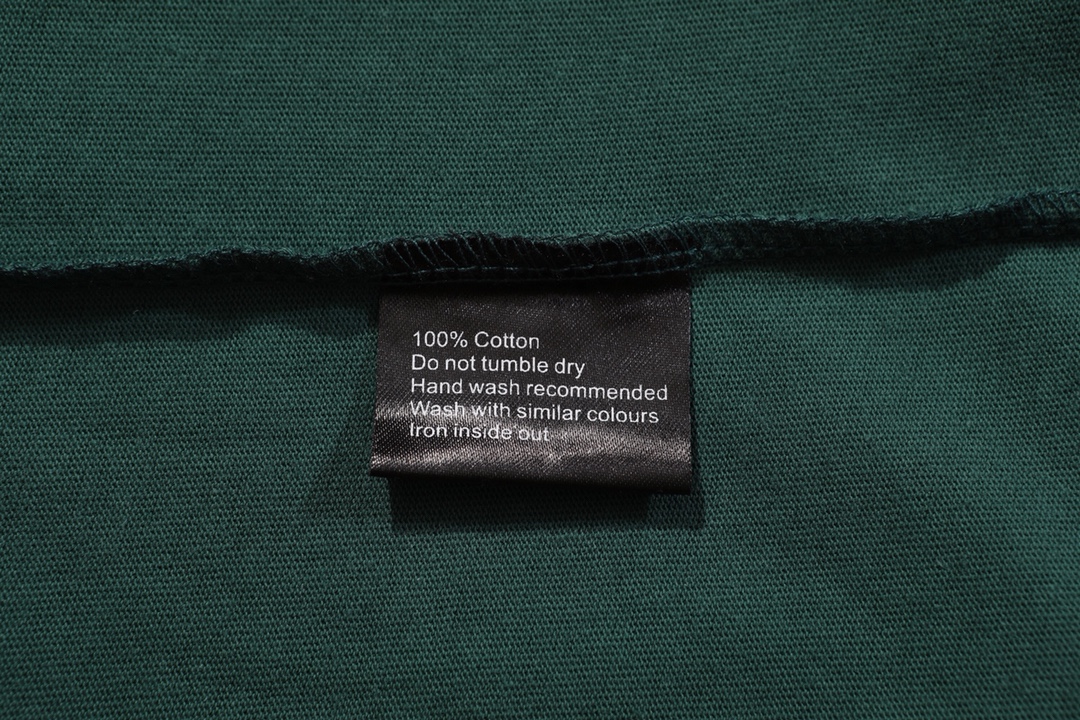 100% Cotton
Do not tumble dry
Hand wash recommended
Wash with similar colours
Iron inside out